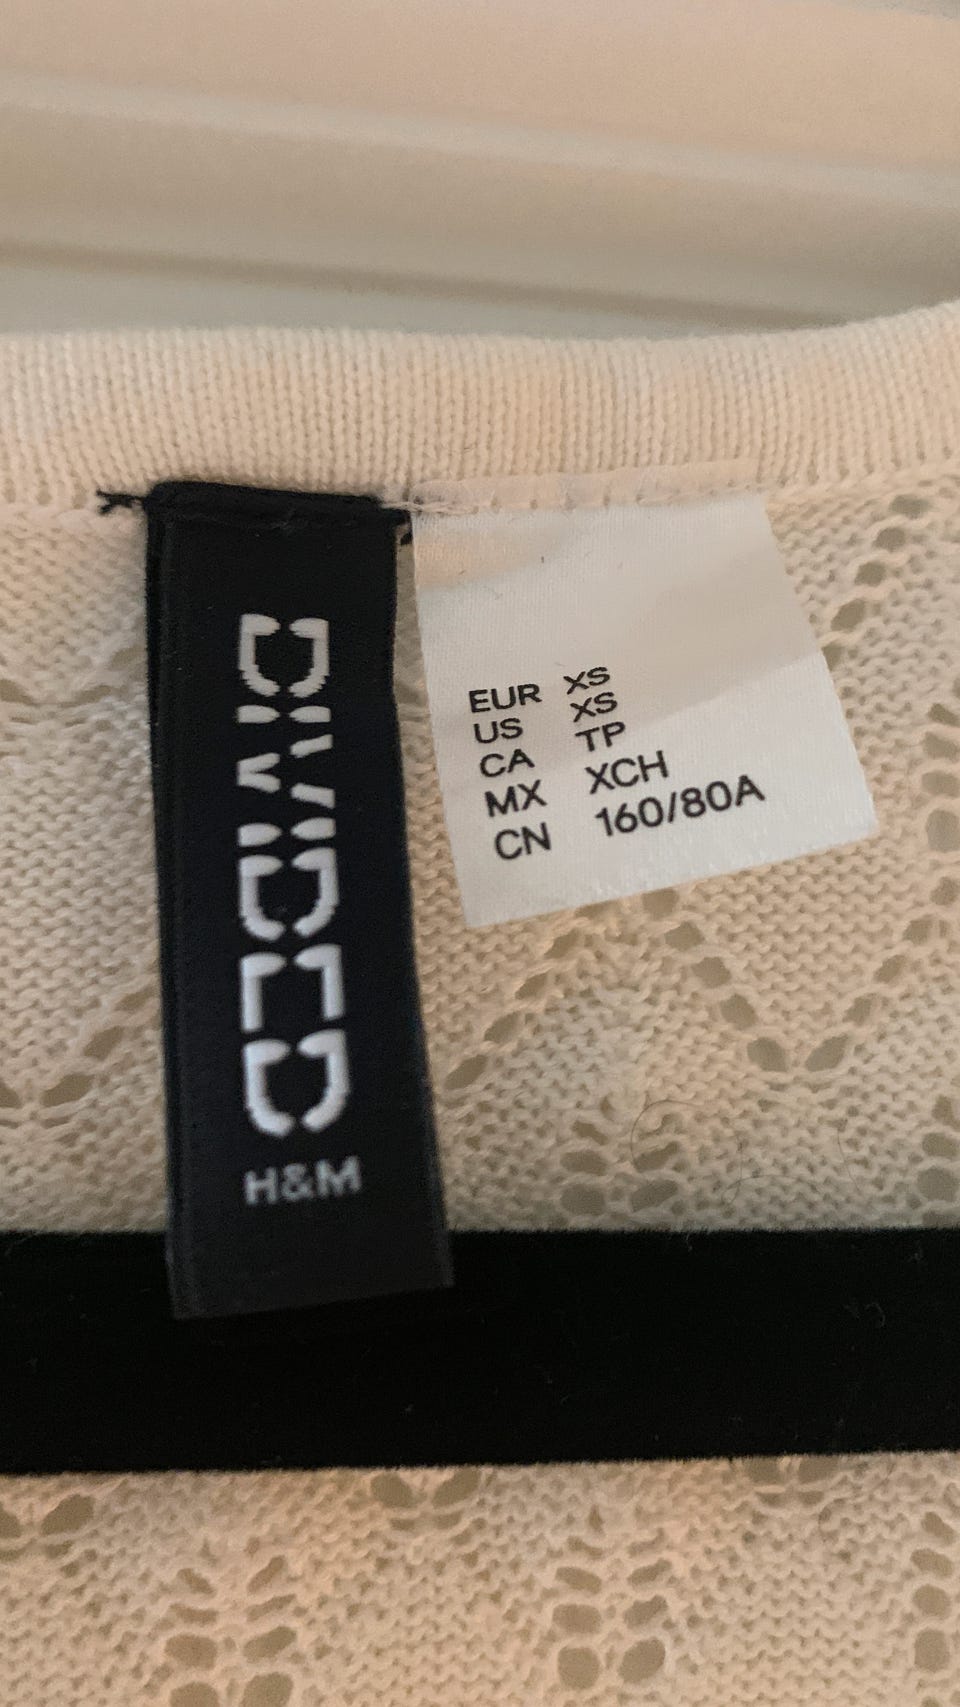 DIVIDED
H&M
EUR XS
US XS
CA TP
MX XCH
CN 160/80A